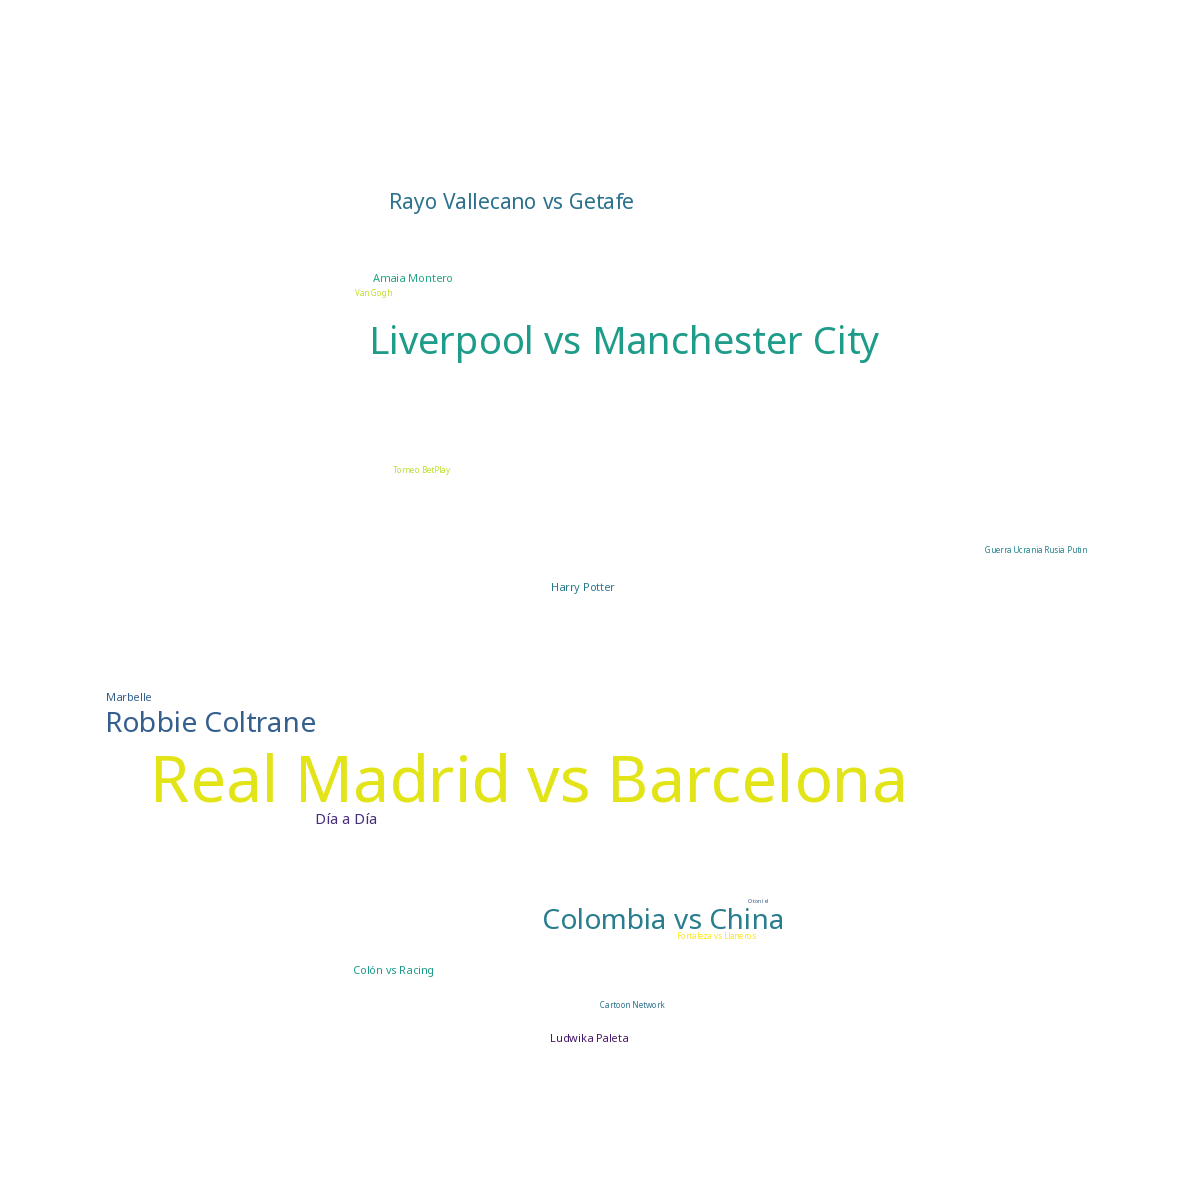 Rayo Vallecano vs Getafe
Amaia Montero
Van Gogh
Liverpool vs Manchester City
Torneo BetPlay
Guerra Ucrania Rusia Putin
Harry Potter
Marbelle
Robbie Coltrane
Real Madrid vs Barcelona
Día a Día
Otoniel
Colombia vs China
Fortaleza vs Llaneros
Colón vs Racing
Cartoon Network
Ludwika Paleta